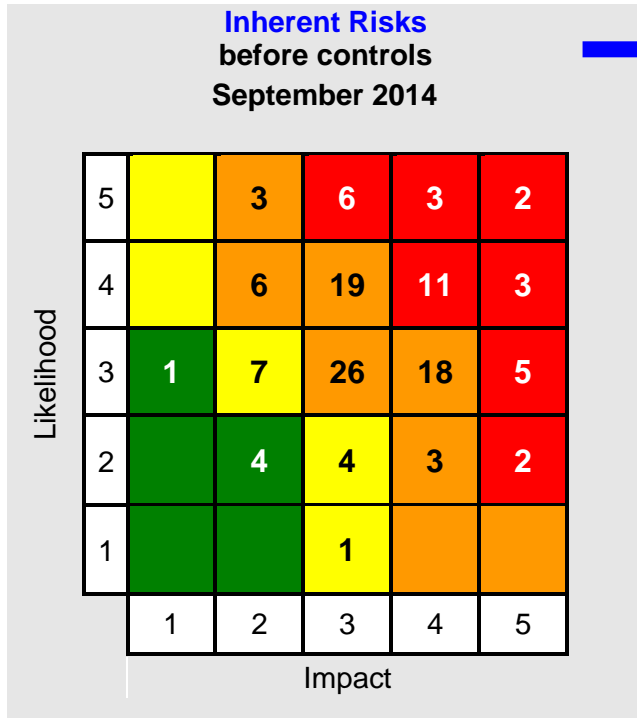 Inherent Risks
before controls
September 2014
5 3 6 3 2
4 6 19 11 3
3 1 7 26 18 5
2 4 4 3 2
1 1
1 2 3 4 5
Likelihood
Impact